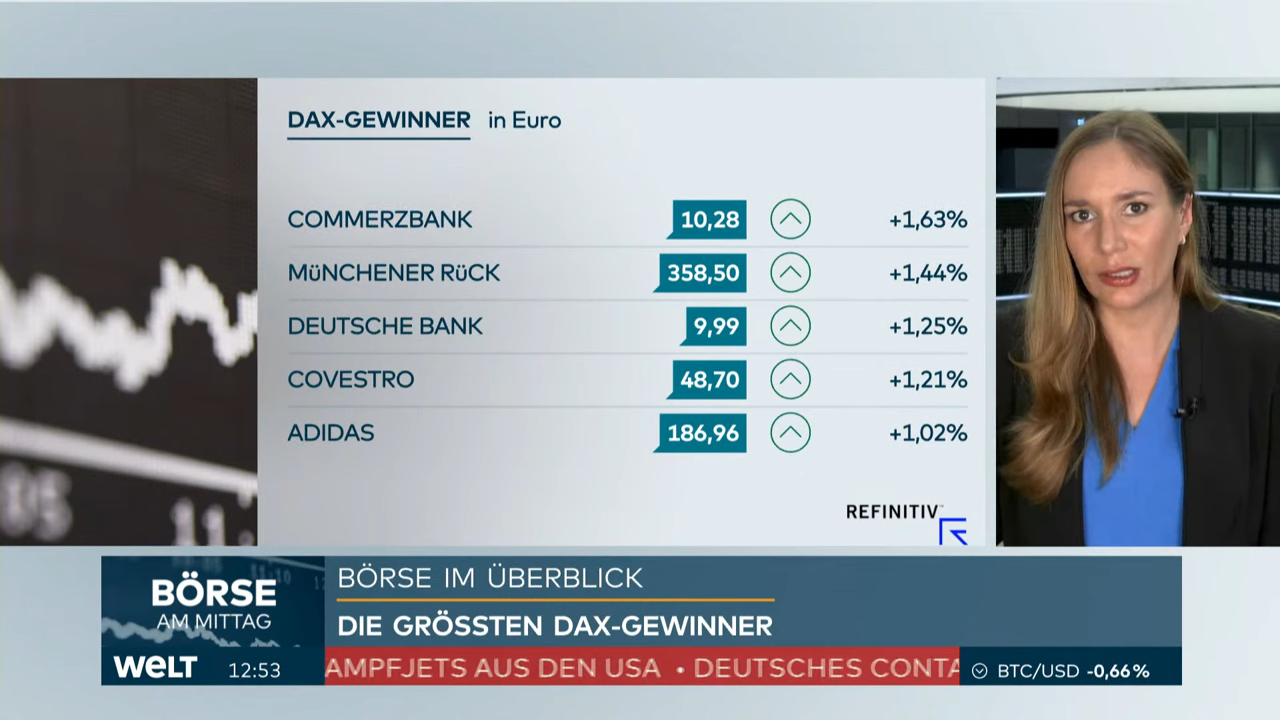 DAX-GEWINNER in Euro
COMMERZBANK 10,28 +1,63%
MüNCHENER RüCK 358,50 +1,44%
DEUTSCHE BANK 9,99 +1,25%
COVESTRO 48,70 +1,21%
ADIDAS 186,96 +1,02%
REFINITIV
BÖRSE AM MITTAG
BÖRSE IM ÜBERBLICK
DIE GRÖSSTEN DAX-GEWINNER
WELT 12:53
AMPFJETS AUS DEN USA • DEUTSCHES CONTA
BTC/USD -0,66%